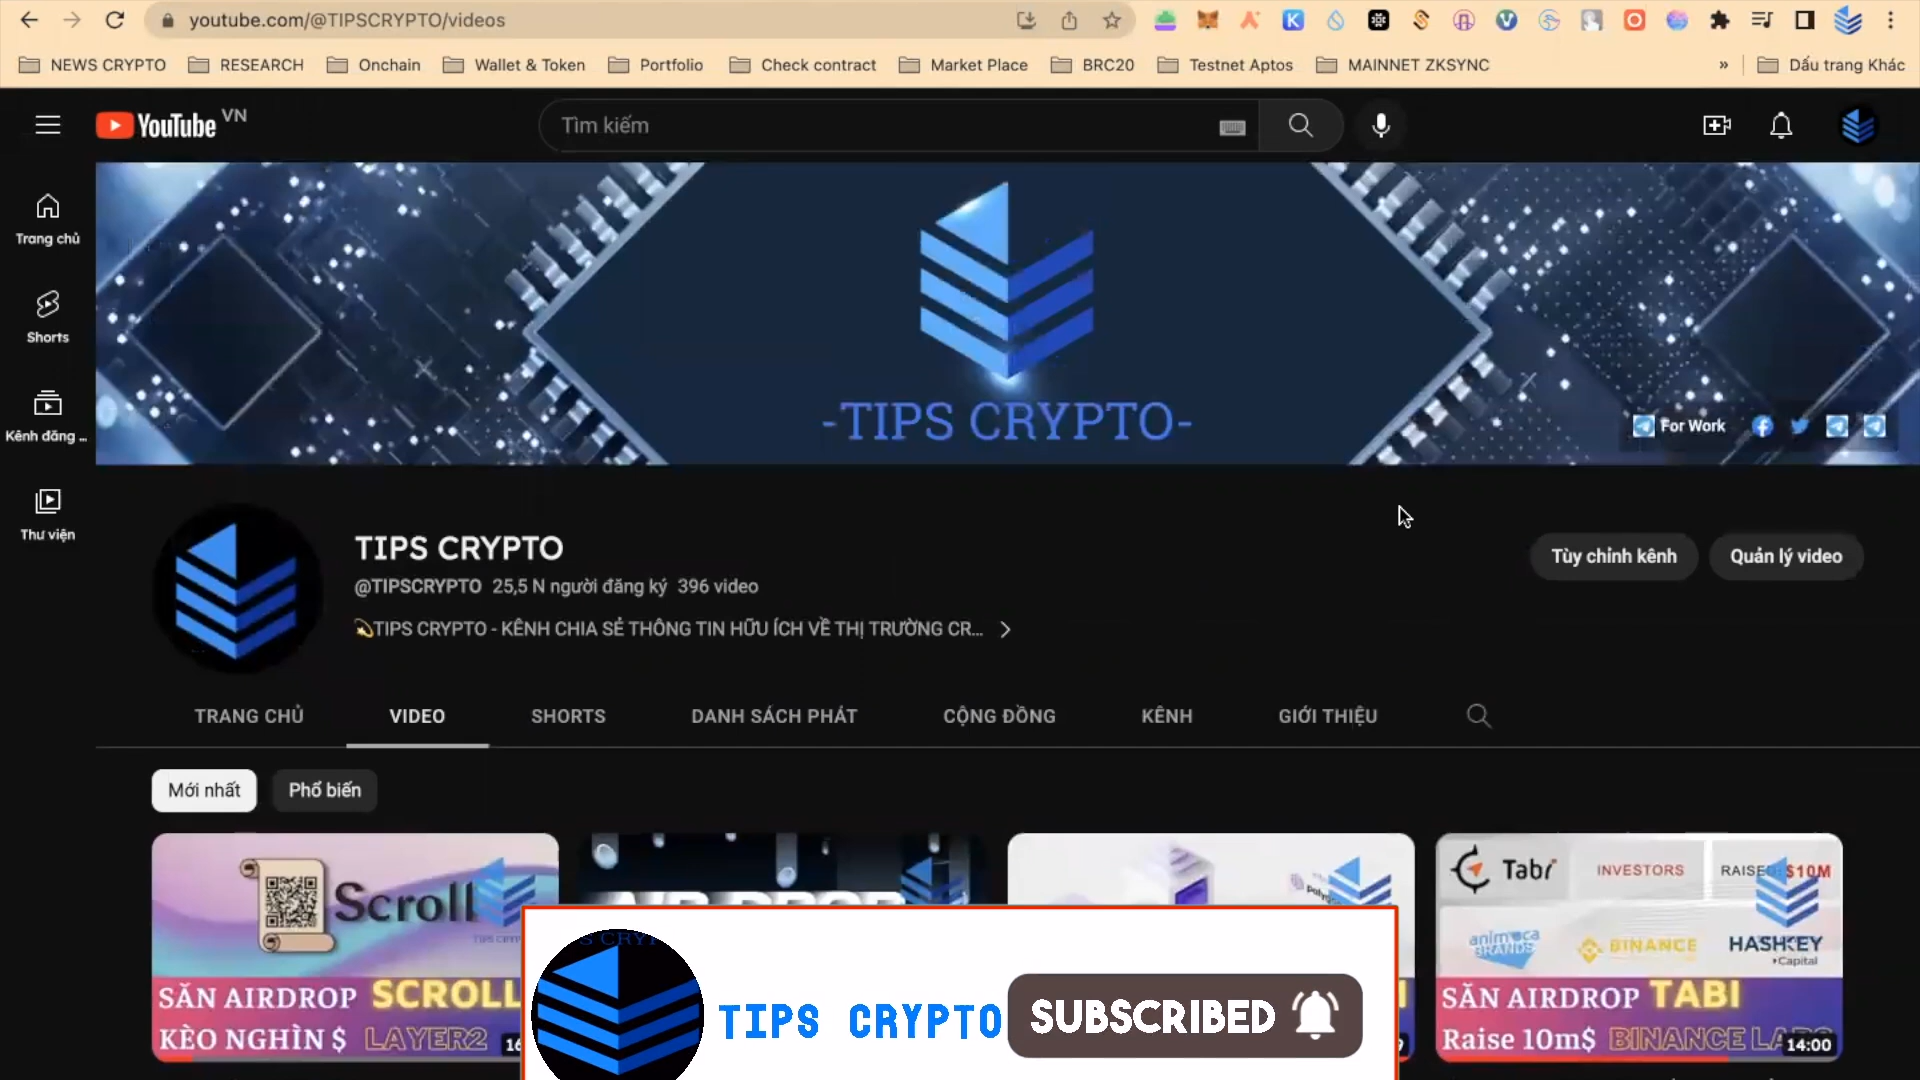 youtube.com/@TIPSCRYPTO/videos
NEWS CRYPTO
RESEARCH
Onchain
Wallet & Token
Portfolio
Check contract
Market Place
BRC20
Testnet Aptos
MAINNET ZKSYNC
»
Dấu trang Khác
YouTube VN
Tìm kiếm
Trang chủ
Shorts
Kênh đăng ...
Thư viện
-TIPS CRYPTO-
For Work
TIPS CRYPTO
@TIPSCRYPTO 25,5 N người đăng ký 396 video
TIPS CRYPTO - KÊNH CHIA SẺ THÔNG TIN HỮU ÍCH VỀ THỊ TRƯỜNG CR...
Tùy chỉnh kênh
Quản lý video
TRANG CHỦ
VIDEO
SHORTS
DANH SÁCH PHÁT
CỘNG ĐỒNG
KÊNH
GIỚI THIỆU
Mới nhất
Phổ biến
Scroll
SĂN AIRDROP SCROLL
KÈO NGHÌN $ LAYER2
Tabi
INVESTORS
RAISED $10M
animoca BRANDS
BINANCE
HASHKEY
Capital
SĂN AIRDROP TABI
Raise 10m$ BINANCE LABS
14:00
TIPS CRYPTO
SUBSCRIBED